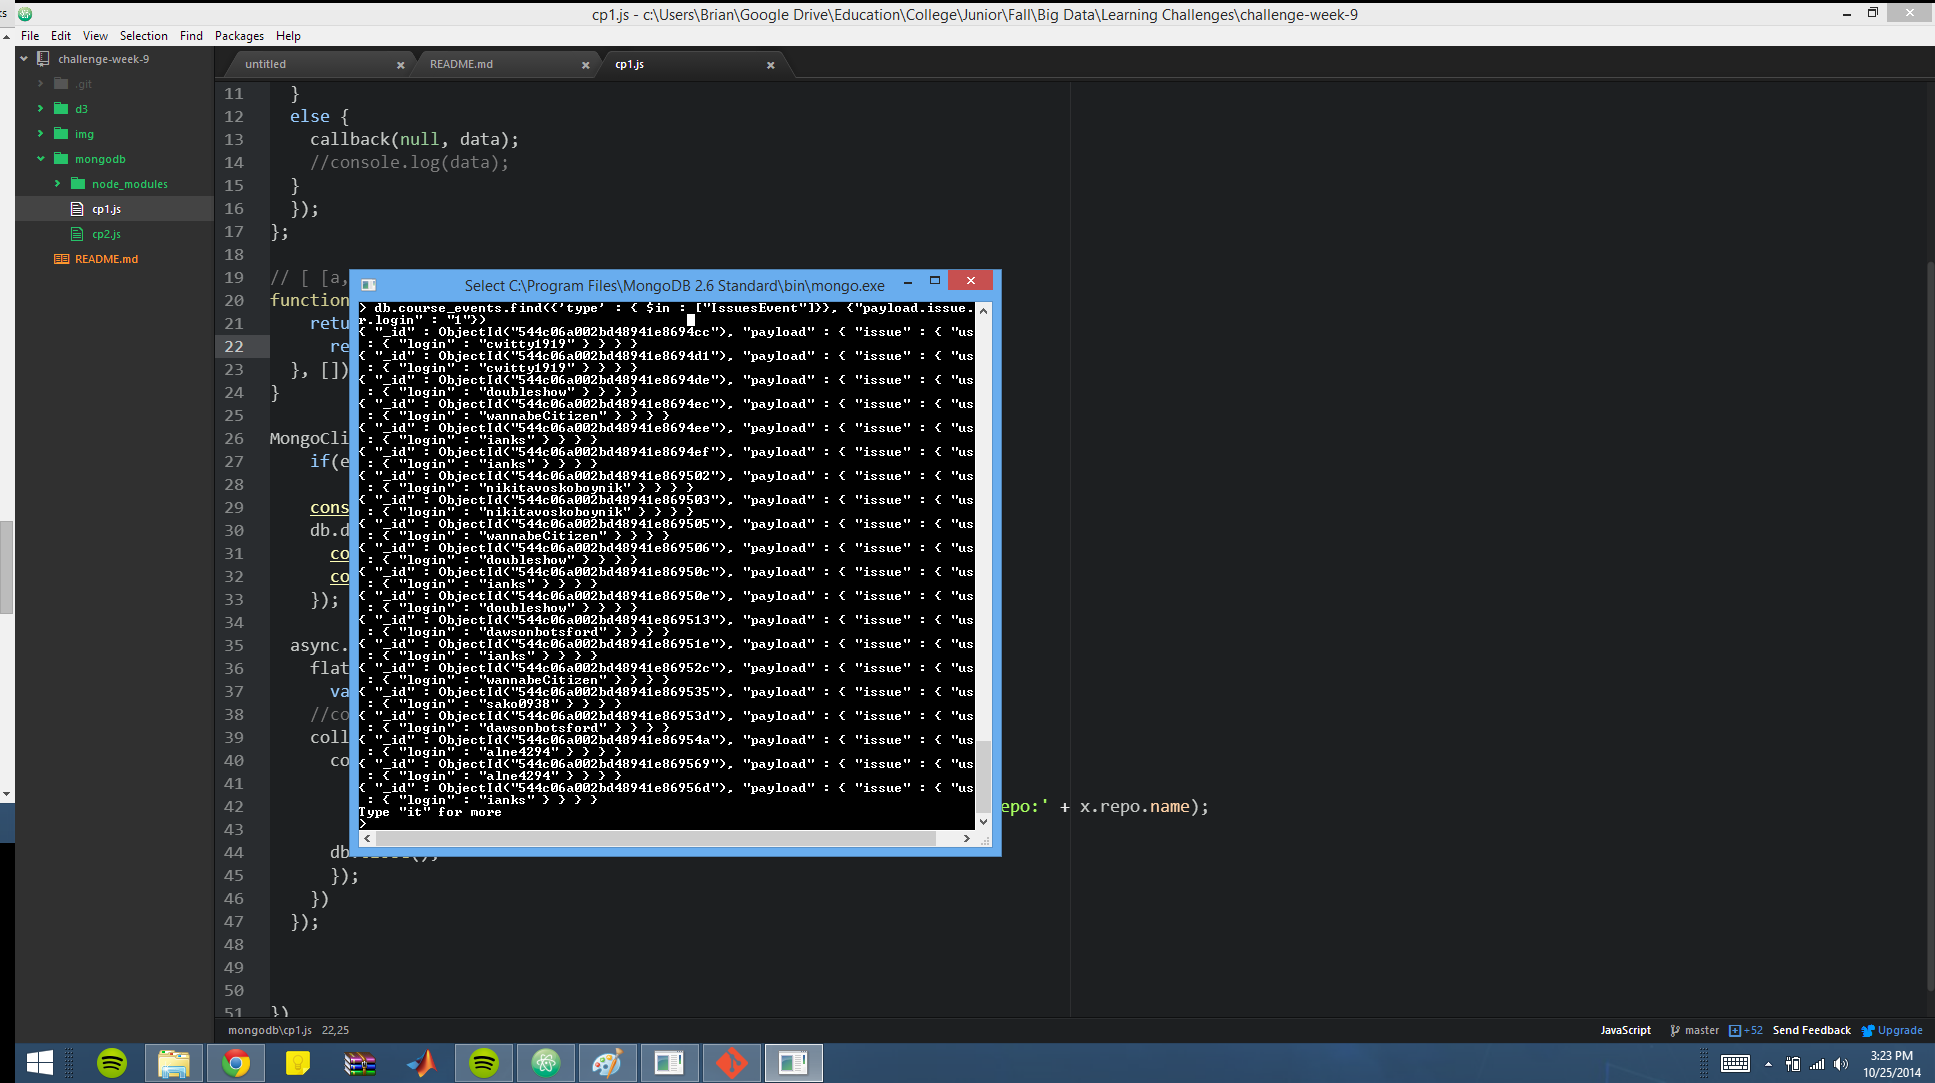 cp1.js - c:\Users\Brian\Google Drive\Education\College\Junior\Fall\Big Data\Learning Challenges\challenge-week-9
File Edit View Selection Find Packages Help
challenge-week-9
.git
d3
img
mongodb
node_modules
cp1.js
cp2.js
README.md
untitled
README.md
cp1.js
11 }
12 else {
13 callback(null, data);
14 //console.log(data);
15 }
16 });
17 };
18
19 // [ [a,
20 function
21 retu
22 re
23 }, [])
24 }
25
26 MongoCli
27 if(e
28
29 cons
30 db.d
31 co
32 co
33 });
34
35 async.
36 flat
37 va
38 //co
39 coll
40 co
41
42 epo:' + x.repo.name);
43
44
45 });
46 })
47 });
48
49
50
51 })
Select C:\Program Files\MongoDB 2.6 Standard\bin\mongo.exe
> db.course_events.find({'type' : { $in : ["IssuesEvent"]}}, {"payload.issue.
r.login" : "1"})
{ "_id" : ObjectId("544c06a002bd48941e8694cc"), "payload" : { "issue" : { "us
: { "login" : "cwitty1919" } } } }
{ "_id" : ObjectId("544c06a002bd48941e8694d1"), "payload" : { "issue" : { "us
: { "login" : "cwitty1919" } } } }
{ "_id" : ObjectId("544c06a002bd48941e8694de"), "payload" : { "issue" : { "us
: { "login" : "doubleshow" } } } }
{ "_id" : ObjectId("544c06a002bd48941e8694ec"), "payload" : { "issue" : { "us
: { "login" : "wannabeCitizen" } } } }
{ "_id" : ObjectId("544c06a002bd48941e8694ee"), "payload" : { "issue" : { "us
: { "login" : "ianks" } } } }
{ "_id" : ObjectId("544c06a002bd48941e8694ef"), "payload" : { "issue" : { "us
: { "login" : "ianks" } } } }
{ "_id" : ObjectId("544c06a002bd48941e869502"), "payload" : { "issue" : { "us
: { "login" : "nikitavoskoboynik" } } } }
{ "_id" : ObjectId("544c06a002bd48941e869503"), "payload" : { "issue" : { "us
: { "login" : "nikitavoskoboynik" } } } }
{ "_id" : ObjectId("544c06a002bd48941e869505"), "payload" : { "issue" : { "us
: { "login" : "wannabeCitizen" } } } }
{ "_id" : ObjectId("544c06a002bd48941e869506"), "payload" : { "issue" : { "us
: { "login" : "doubleshow" } } } }
{ "_id" : ObjectId("544c06a002bd48941e86950c"), "payload" : { "issue" : { "us
: { "login" : "ianks" } } } }
{ "_id" : ObjectId("544c06a002bd48941e86950e"), "payload" : { "issue" : { "us
: { "login" : "doubleshow" } } } }
{ "_id" : ObjectId("544c06a002bd48941e869513"), "payload" : { "issue" : { "us
: { "login" : "dawsonbotsford" } } } }
{ "_id" : ObjectId("544c06a002bd48941e86951e"), "payload" : { "issue" : { "us
: { "login" : "ianks" } } } }
{ "_id" : ObjectId("544c06a002bd48941e86952c"), "payload" : { "issue" : { "us
: { "login" : "wannabeCitizen" } } } }
{ "_id" : ObjectId("544c06a002bd48941e869535"), "payload" : { "issue" : { "us
: { "login" : "sako0938" } } } }
{ "_id" : ObjectId("544c06a002bd48941e86953d"), "payload" : { "issue" : { "us
: { "login" : "dawsonbotsford" } } } }
{ "_id" : ObjectId("544c06a002bd48941e86954a"), "payload" : { "issue" : { "us
: { "login" : "alne4294" } } } }
{ "_id" : ObjectId("544c06a002bd48941e869569"), "payload" : { "issue" : { "us
: { "login" : "alne4294" } } } }
{ "_id" : ObjectId("544c06a002bd48941e86956d"), "payload" : { "issue" : { "us
: { "login" : "ianks" } } } }
Type "it" for more
>
mongodb\cp1.js 22,25
JavaScript master +52 Send Feedback Upgrade
3:23 PM
10/25/2014